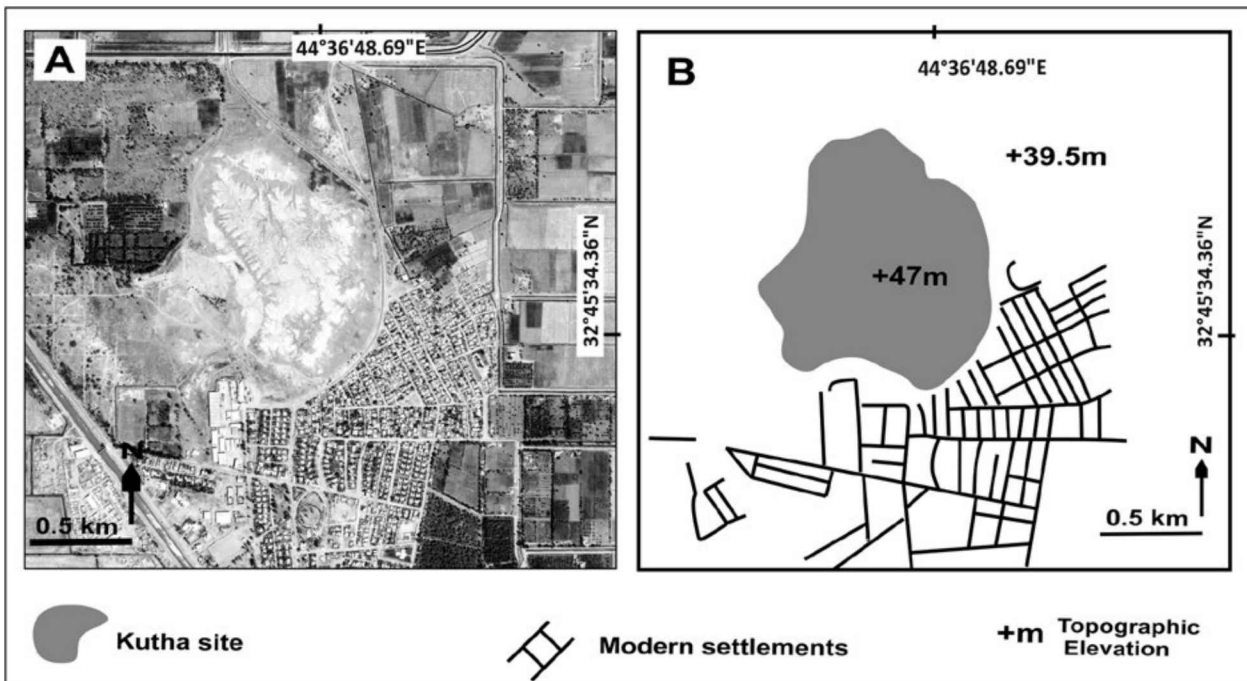 A
44°36'48.69"E
32°45'34.36"N
N
0.5 km
B
44°36'48.69"E
+39.5m
+47m
32°45'34.36"N
N
0.5 km
Kutha site
Modern settlements
+m Topographic
Elevation